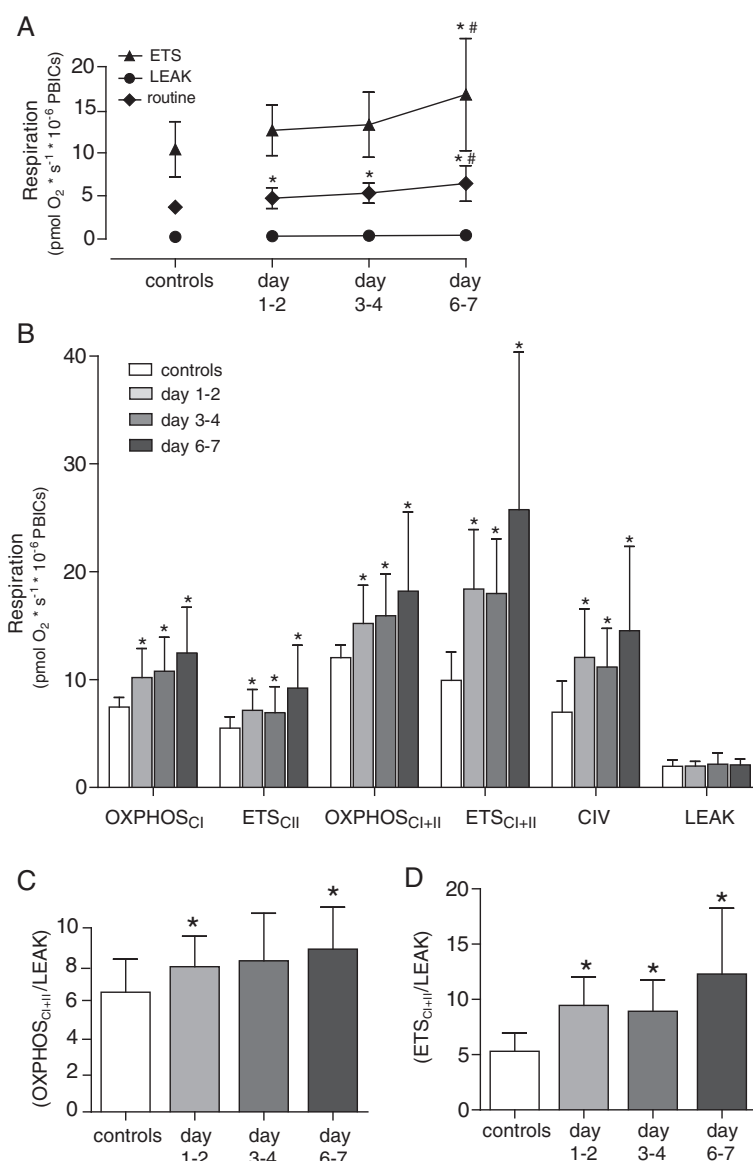 A
* #
ETS
LEAK
routine
20
15
10
5
0
* * * #
Respiration
(pmol O2 * s-1 * 10-6 PBICs)
controls day 1-2 day 3-4 day 6-7
B
controls
day 1-2
day 3-4
day 6-7
40
30
20
10
0
Respiration
(pmol O2 * s-1 * 10-6 PBICs)
* * *
* * *
* * *
* * *
* * *
OXPHOSCI ETSCII OXPHOSCI+II ETSCI+II CIV LEAK
C
10
8
6
4
2
0
(OXPHOSCI+II/LEAK)
* *
controls day 1-2 day 3-4 day 6-7
D
20
15
10
5
0
(ETSCI+II/LEAK)
* * *
controls day 1-2 day 3-4 day 6-7